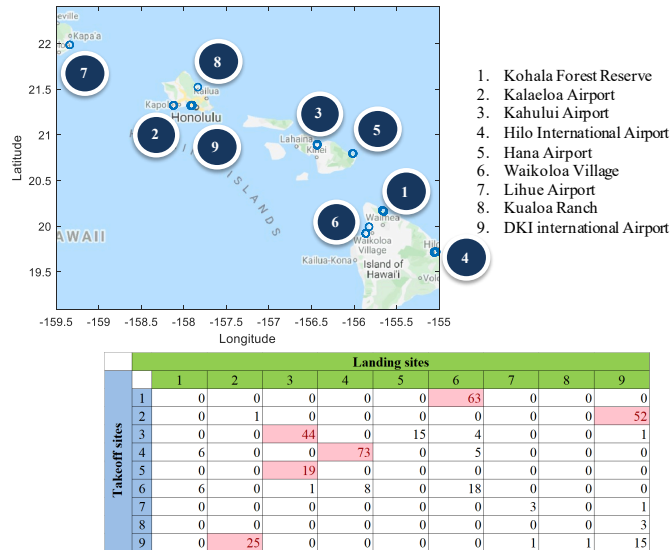 eville
Kapa'a
22
7
8
21.5
Kapol
Kailua
Honolulu
3
5
21
2
9
Lahaina
Kihei
Latitude
20.5
ISLANDS
1
6
20
Waimea
AWAII
Waikoloa
Village
Hilo
4
19.5
Kailua-Kona
Island of
Hawai'i
Volc
-159.5 -159 -158.5 -158 -157.5 -157 -156.5 -156 -155.5 -155
Longitude
1. Kohala Forest Reserve
2. Kalaeloa Airport
3. Kahului Airport
4. Hilo International Airport
5. Hana Airport
6. Waikoloa Village
7. Lihue Airport
8. Kualoa Ranch
9. DKI international Airport
Landing sites
1 2 3 4 5 6 7 8 9
Takeoff sites
1 0 0 0 0 0 63 0 0 0
2 0 1 0 0 0 0 0 0 52
3 0 0 44 0 15 4 0 0 1
4 6 0 0 73 0 5 0 0 0
5 0 0 19 0 0 0 0 0 0
6 6 0 1 8 0 18 0 0 0
7 0 0 0 0 0 0 3 0 1
8 0 0 0 0 0 0 0 0 3
9 0 25 0 0 0 0 1 1 15